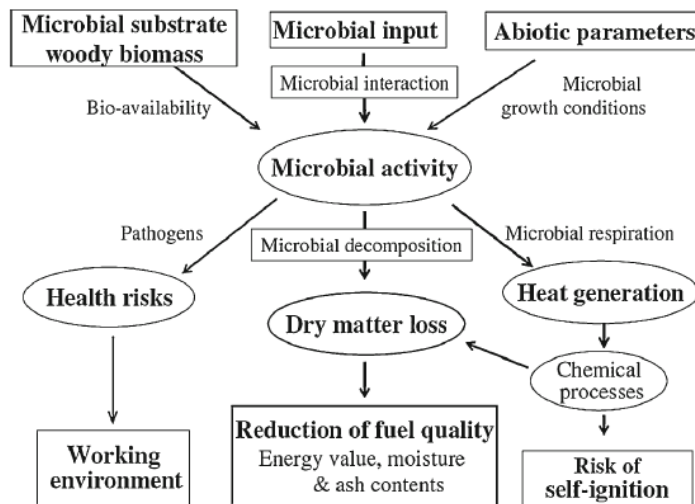 Microbial substrate
woody biomass
Microbial input
Abiotic parameters
Microbial interaction
Bio-availability
Microbial
growth conditions
Microbial activity
Pathogens
Microbial decomposition
Microbial respiration
Health risks
Dry matter loss
Heat generation
Chemical
processes
Working
environment
Reduction of fuel quality
Energy value, moisture
& ash contents
Risk of
self-ignition